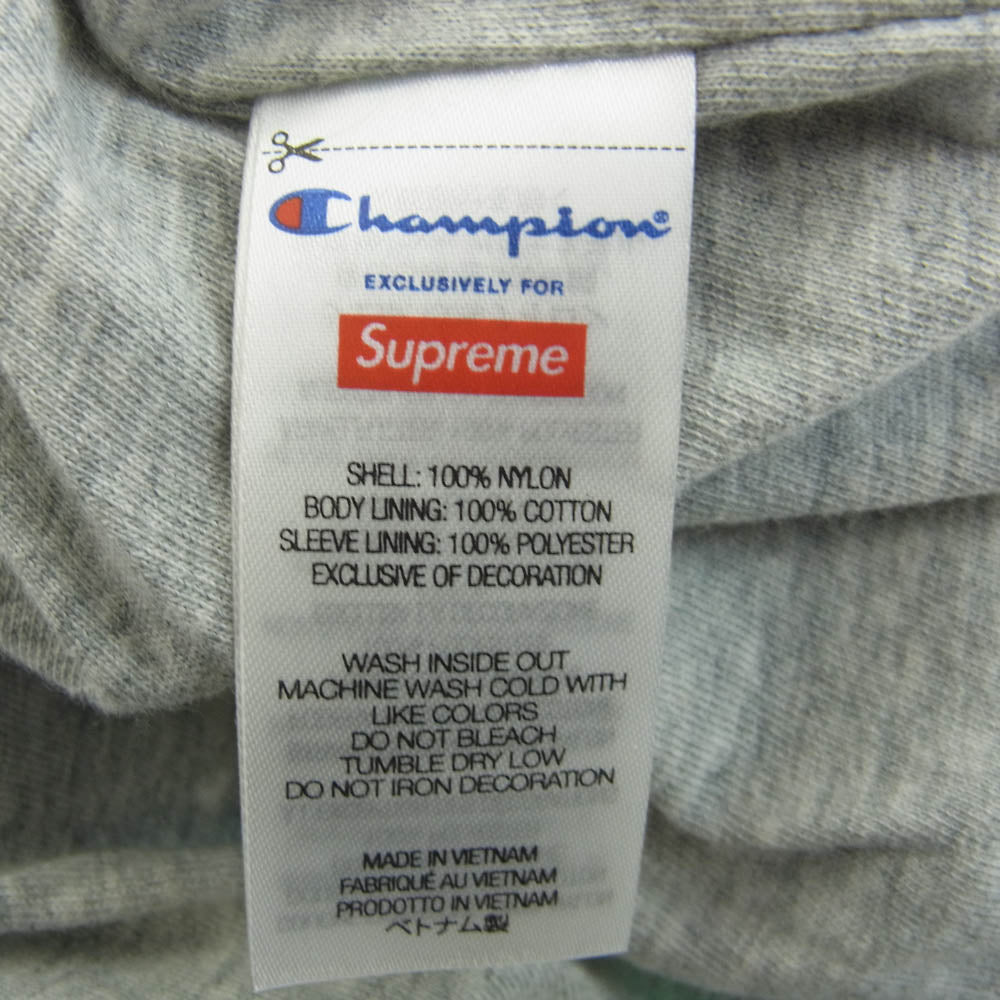 Champion®
EXCLUSIVELY FOR
Supreme
SHELL: 100% NYLON
BODY LINING: 100% COTTON
SLEEVE LINING: 100% POLYESTER
EXCLUSIVE OF DECORATION
WASH INSIDE OUT
MACHINE WASH COLD WITH
LIKE COLORS
DO NOT BLEACH
TUMBLE DRY LOW
DO NOT IRON DECORATION
MADE IN VIETNAM
FABRIQUÉ AU VIETNAM
PRODOTTO IN VIETNAM
ベトナム製